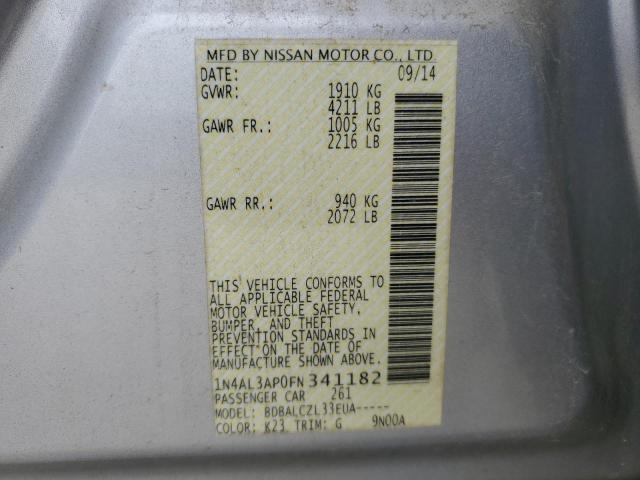 MFD BY NISSAN MOTOR CO., LTD.
DATE: 09/14
GVWR: 1910 KG
4211 LB
GAWR FR.: 1005 KG
2216 LB
GAWR RR.: 940 KG
2072 LB
THIS VEHICLE CONFORMS TO
ALL APPLICABLE FEDERAL
MOTOR VEHICLE SAFETY,
BUMPER, AND THEFT
PREVENTION STANDARDS IN
EFFECT ON THE DATE OF
MANUFACTURE SHOWN ABOVE.
1N4AL3AP0FN341182
PASSENGER CAR 261
MODEL: BDBALCZL33EUA-----
COLOR: K23 TRIM: G 9N00A